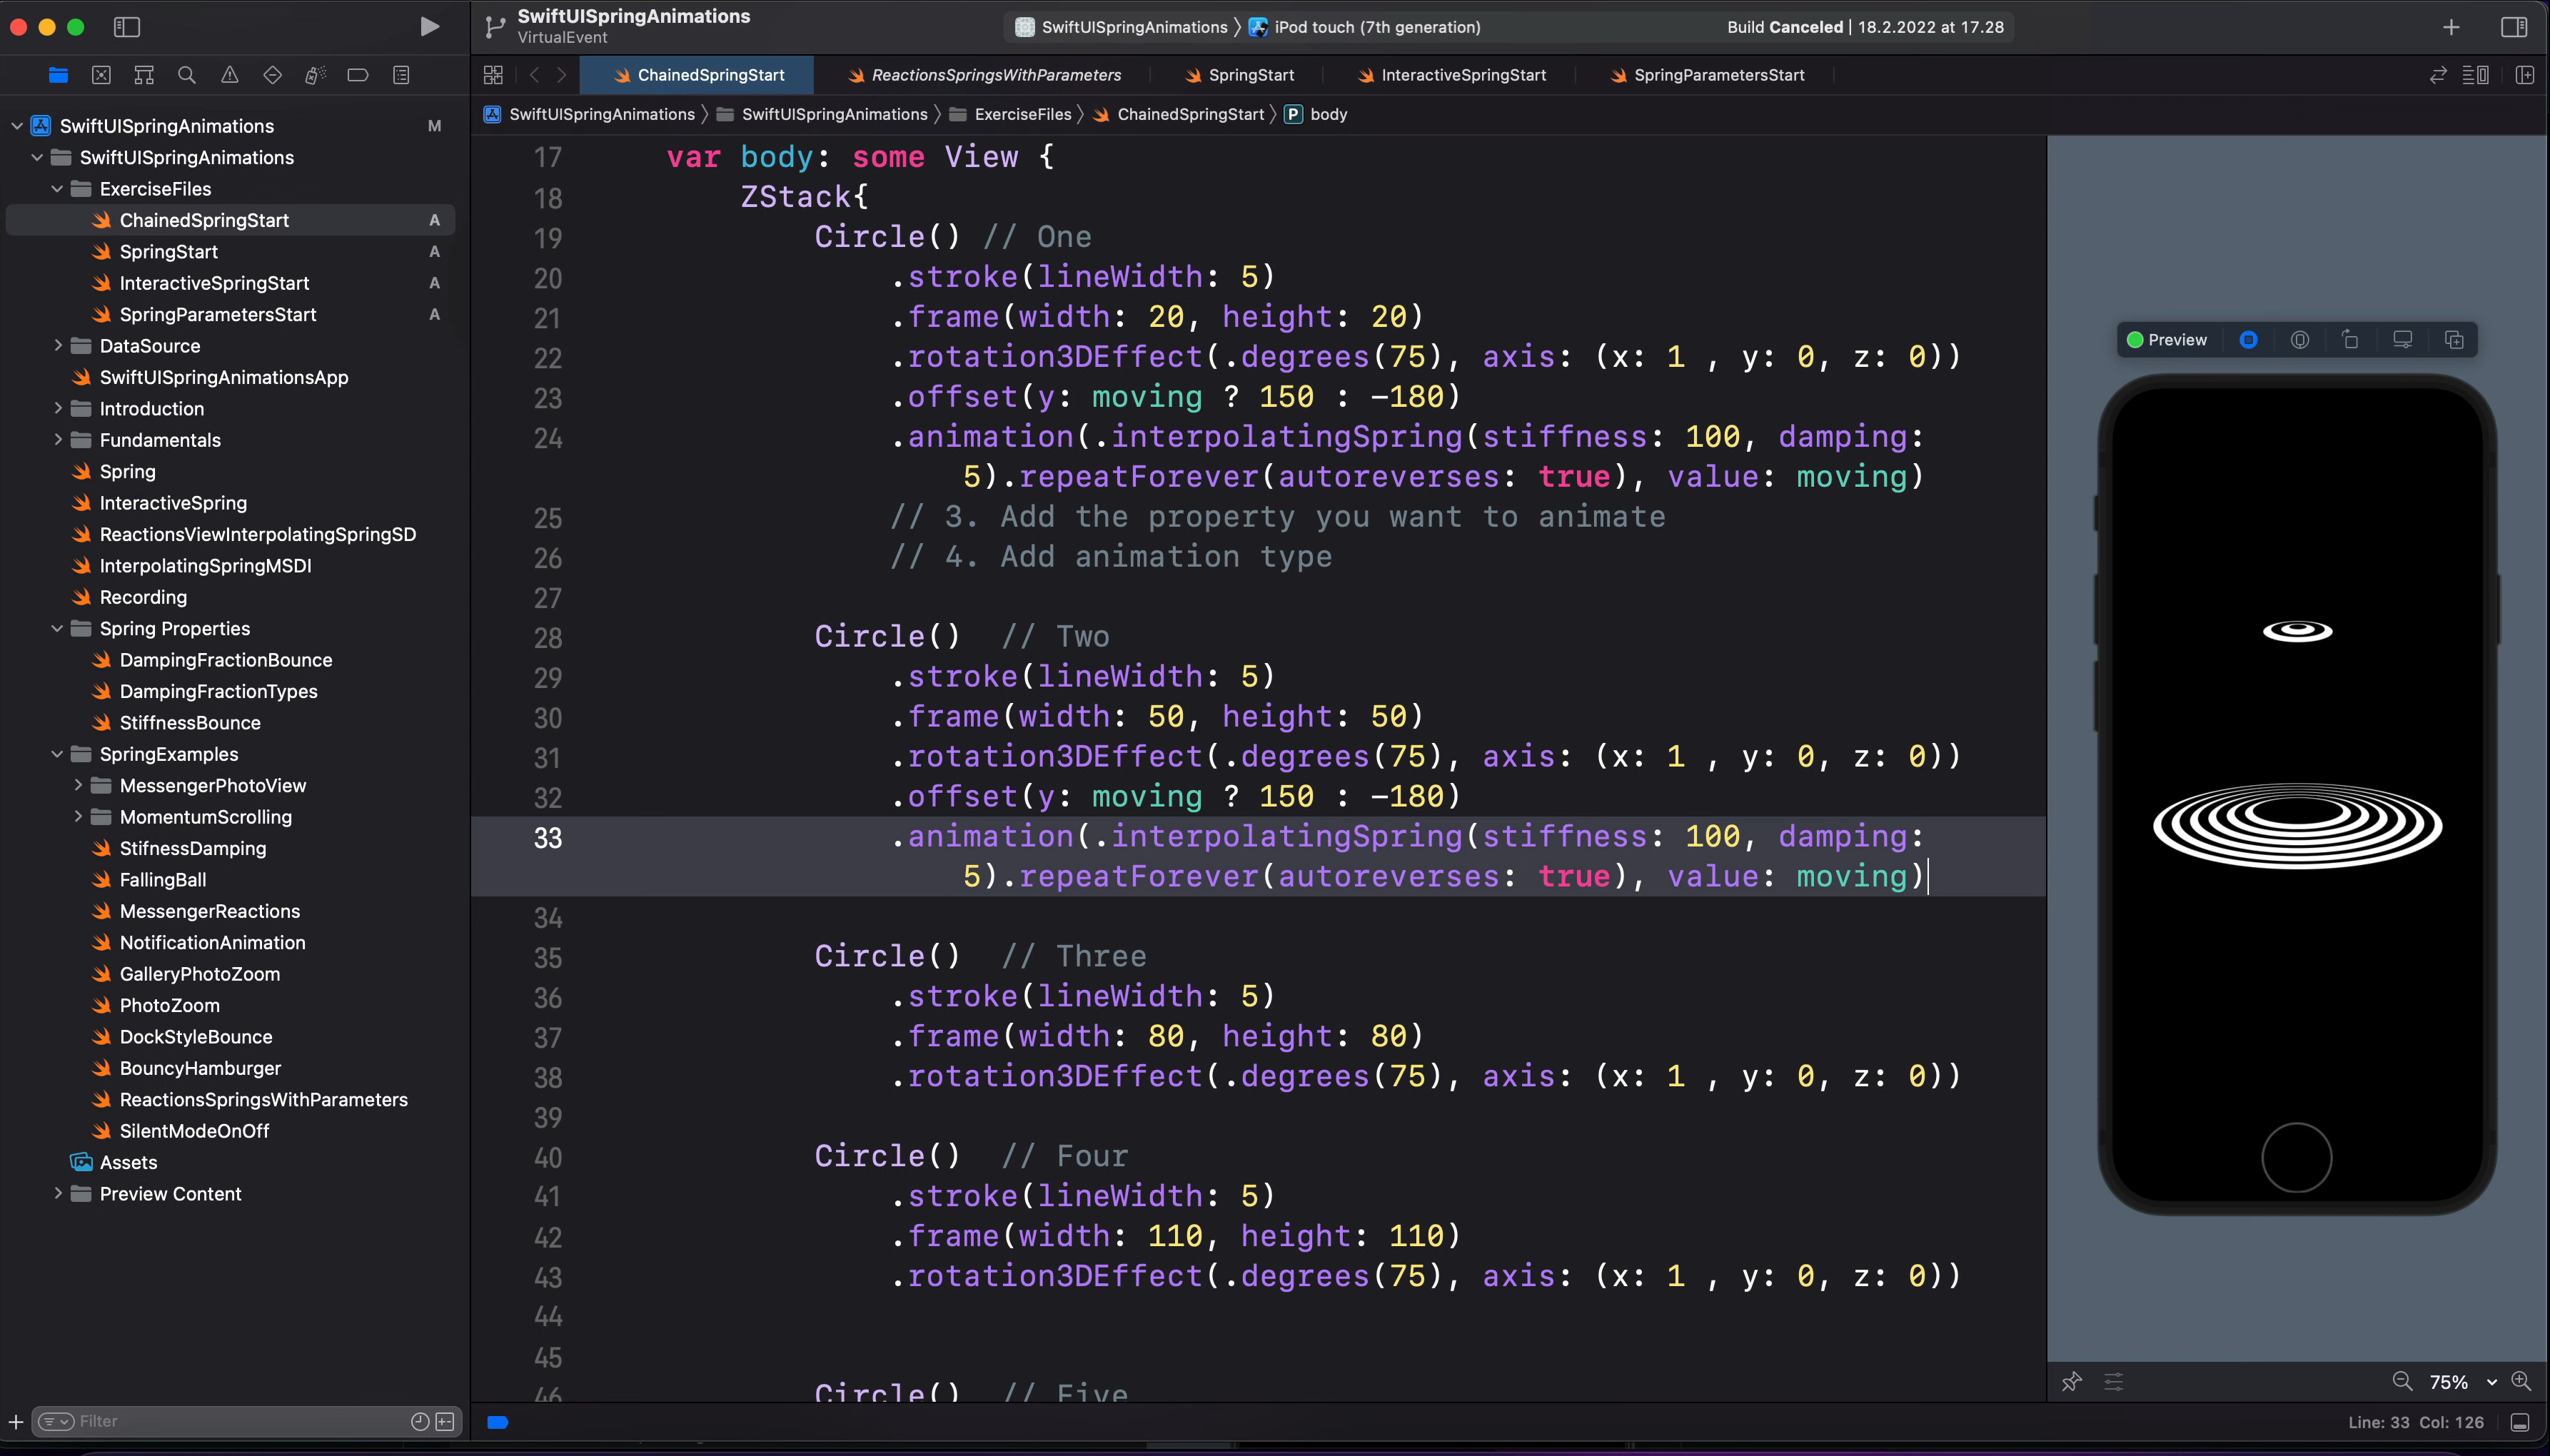 SwiftUISpringAnimations
VirtualEvent
SwiftUISpringAnimations 〉 iPod touch (7th generation)
Build Canceled | 18.2.2022 at 17.28
ChainedSpringStart
ReactionsSpringsWithParameters
SpringStart
InteractiveSpringStart
SpringParametersStart
SwiftUISpringAnimations 〉 SwiftUISpringAnimations 〉 ExerciseFiles 〉 ChainedSpringStart 〉 P body
SwiftUISpringAnimations M
SwiftUISpringAnimations
ExerciseFiles
ChainedSpringStart A
SpringStart A
InteractiveSpringStart A
SpringParametersStart A
DataSource
SwiftUISpringAnimationsApp
Introduction
Fundamentals
Spring
InteractiveSpring
ReactionsViewInterpolatingSpringSD
InterpolatingSpringMSDI
Recording
Spring Properties
DampingFractionBounce
DampingFractionTypes
StiffnessBounce
SpringExamples
MessengerPhotoView
MomentumScrolling
StifnessDamping
FallingBall
MessengerReactions
NotificationAnimation
GalleryPhotoZoom
PhotoZoom
DockStyleBounce
BouncyHamburger
ReactionsSpringsWithParameters
SilentModeOnOff
Assets
Preview Content
Filter
17 var body: some View {
18 ZStack{
19 Circle() // One
20 .stroke(lineWidth: 5)
21 .frame(width: 20, height: 20)
22 .rotation3DEffect(.degrees(75), axis: (x: 1 , y: 0, z: 0))
23 .offset(y: moving ? 150 : -180)
24 .animation(.interpolatingSpring(stiffness: 100, damping:
5).repeatForever(autoreverses: true), value: moving)
25 // 3. Add the property you want to animate
26 // 4. Add animation type
27
28 Circle() // Two
29 .stroke(lineWidth: 5)
30 .frame(width: 50, height: 50)
31 .rotation3DEffect(.degrees(75), axis: (x: 1 , y: 0, z: 0))
32 .offset(y: moving ? 150 : -180)
33 .animation(.interpolatingSpring(stiffness: 100, damping:
5).repeatForever(autoreverses: true), value: moving)
34
35 Circle() // Three
36 .stroke(lineWidth: 5)
37 .frame(width: 80, height: 80)
38 .rotation3DEffect(.degrees(75), axis: (x: 1 , y: 0, z: 0))
39
40 Circle() // Four
41 .stroke(lineWidth: 5)
42 .frame(width: 110, height: 110)
43 .rotation3DEffect(.degrees(75), axis: (x: 1 , y: 0, z: 0))
44
45
46 Circle() // Five
Preview
75%
Line: 33 Col: 126